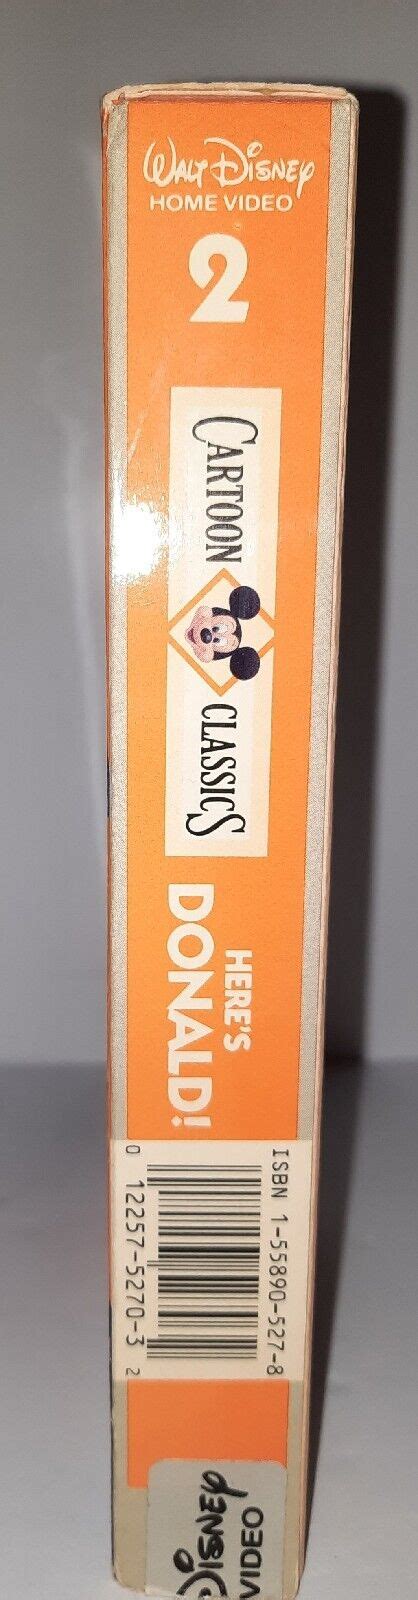 WALT DISNEY
HOME VIDEO
2
CARTOON CLASSICS
HERE'S
DONALD!
ISBN 1-55890-527-8
0 12257-5270-3 2
DISNEY
VIDEO